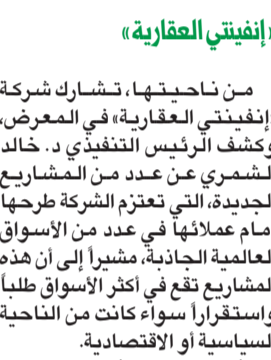 «إنفينتي العقارية»
من ناحيتها، تشارك شركة
«إنفينتي العقارية» في المعرض،
وكشف الرئيس التنفيذي د. خالد
الشمري عن عدد من المشاريع
الجديدة، التي تعتزم الشركة طرحها
أمام عملائها في عدد من الأسواق
العالمية الجاذبة، مشيراً إلى أن هذه
المشاريع تقع في أكثر الأسواق طلباً
واستقراراً سواء كانت من الناحية
السياسية أو الاقتصادية.